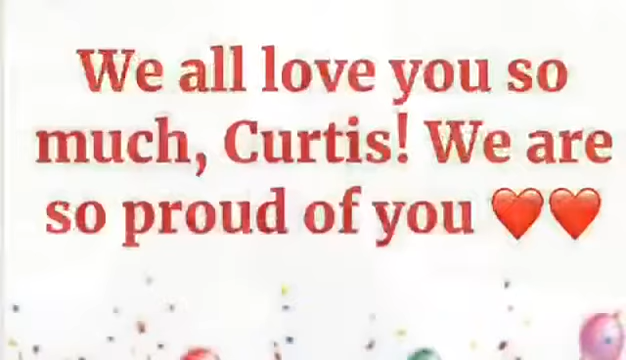 We all love you so
much, Curtis! We are
so proud of you ❤️❤️